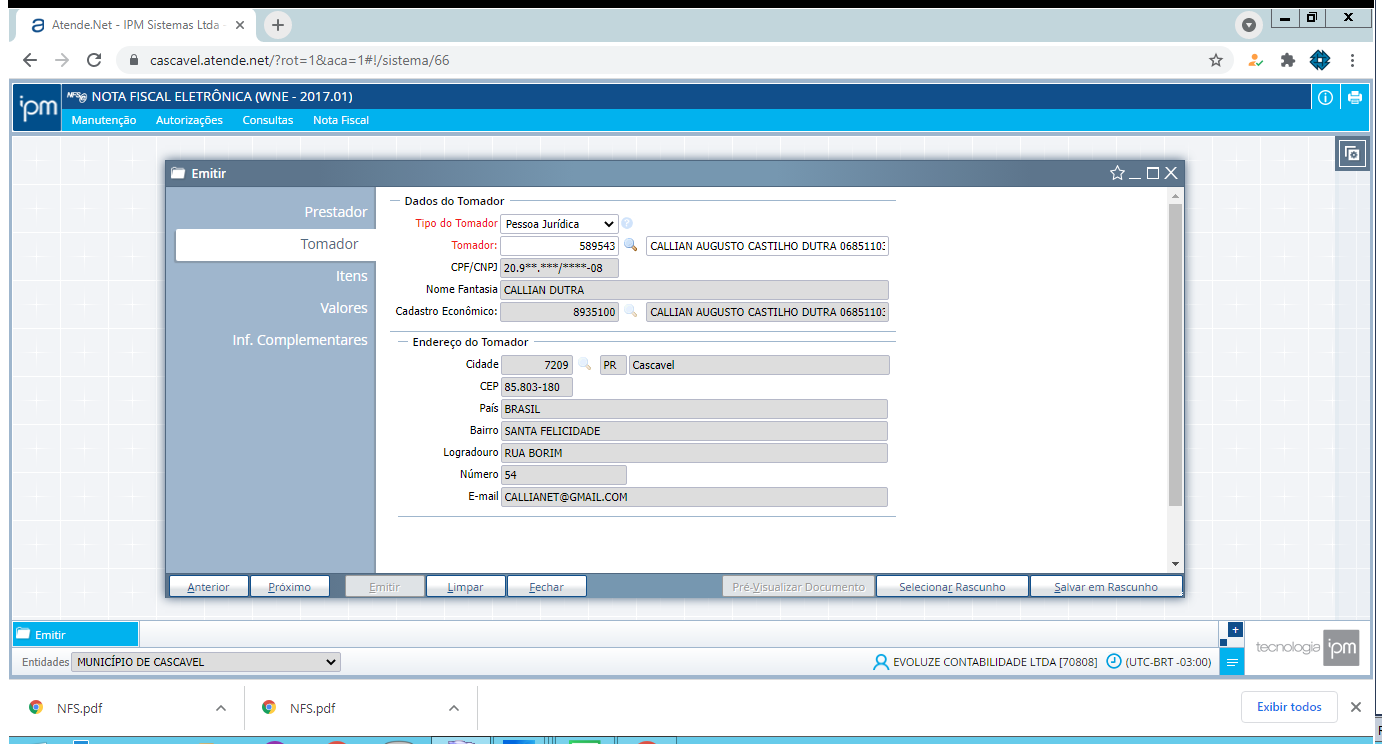 Atende.Net - IPM Sistemas Ltda
cascavel.atende.net/?rot=1&aca=1#!/sistema/66
ipm
NFS NOTA FISCAL ELETRÔNICA (WNE - 2017.01)
Manutenção Autorizações Consultas Nota Fiscal
Emitir
Prestador
Tomador
Itens
Valores
Inf. Complementares
Dados do Tomador
Tipo do Tomador Pessoa Jurídica
Tomador: 589543 CALLIAN AUGUSTO CASTILHO DUTRA 06851103
CPF/CNPJ 20.9**.***/****-08
Nome Fantasia CALLIAN DUTRA
Cadastro Econômico: 8935100 CALLIAN AUGUSTO CASTILHO DUTRA 06851103
Endereço do Tomador
Cidade 7209 PR Cascavel
CEP 85.803-180
País BRASIL
Bairro SANTA FELICIDADE
Logradouro RUA BORIM
Número 54
E-mail CALLIANET@GMAIL.COM
Anterior Próximo Emitir Limpar Fechar Pré-Visualizar Documento Selecionar Rascunho Salvar em Rascunho
Emitir
Entidades MUNICÍPIO DE CASCAVEL
EVOLUZE CONTABILIDADE LTDA [70808] (UTC-BRT -03:00)
tecnologia ipm
NFS.pdf NFS.pdf Exibir todos